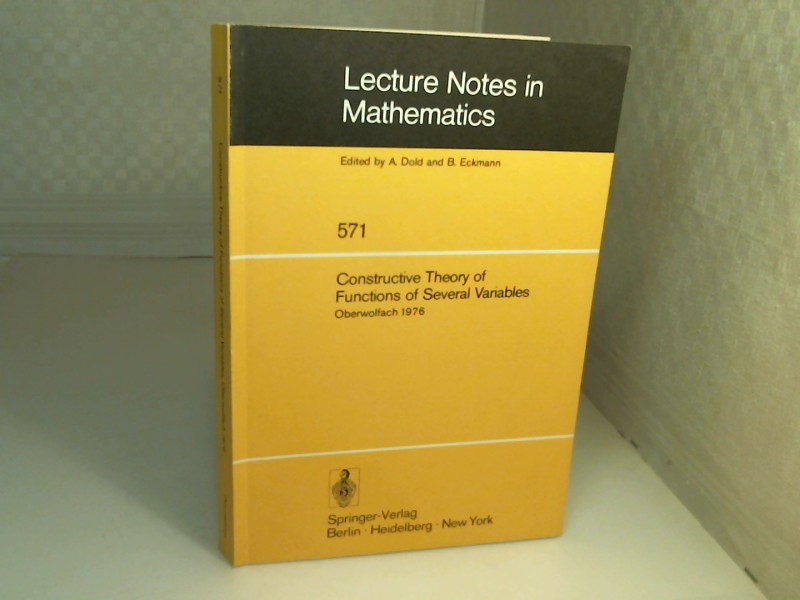 Lecture Notes in
Mathematics
Edited by A. Dold and B. Eckmann
571
Constructive Theory of
Functions of Several Variables
Oberwolfach 1976
Springer-Verlag
Berlin · Heidelberg · New York